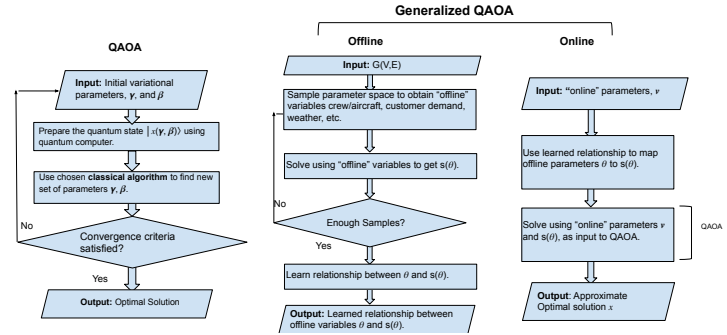 Generalized QAOA
QAOA
Input: Initial variational
parameters, γ, and β
Prepare the quantum state |x(γ, β)⟩ using
quantum computer.
Use chosen classical algorithm to find new
set of parameters γ, β.
No
Convergence criteria
satisfied?
Yes
Output: Optimal Solution
Offline
Input: G(V,E)
Sample parameter space to obtain "offline"
variables crew/aircraft, customer demand,
weather, etc.
Solve using "offline" variables to get s(θ).
No
Enough Samples?
Yes
Learn relationship between θ and s(θ).
Output: Learned relationship between
offline variables θ and s(θ).
Online
Input: "online" parameters, ν
Use learned relationship to map
offline parameters θ to s(θ).
Solve using "online" parameters ν
and s(θ), as input to QAOA.
QAOA
Output: Approximate
Optimal solution x